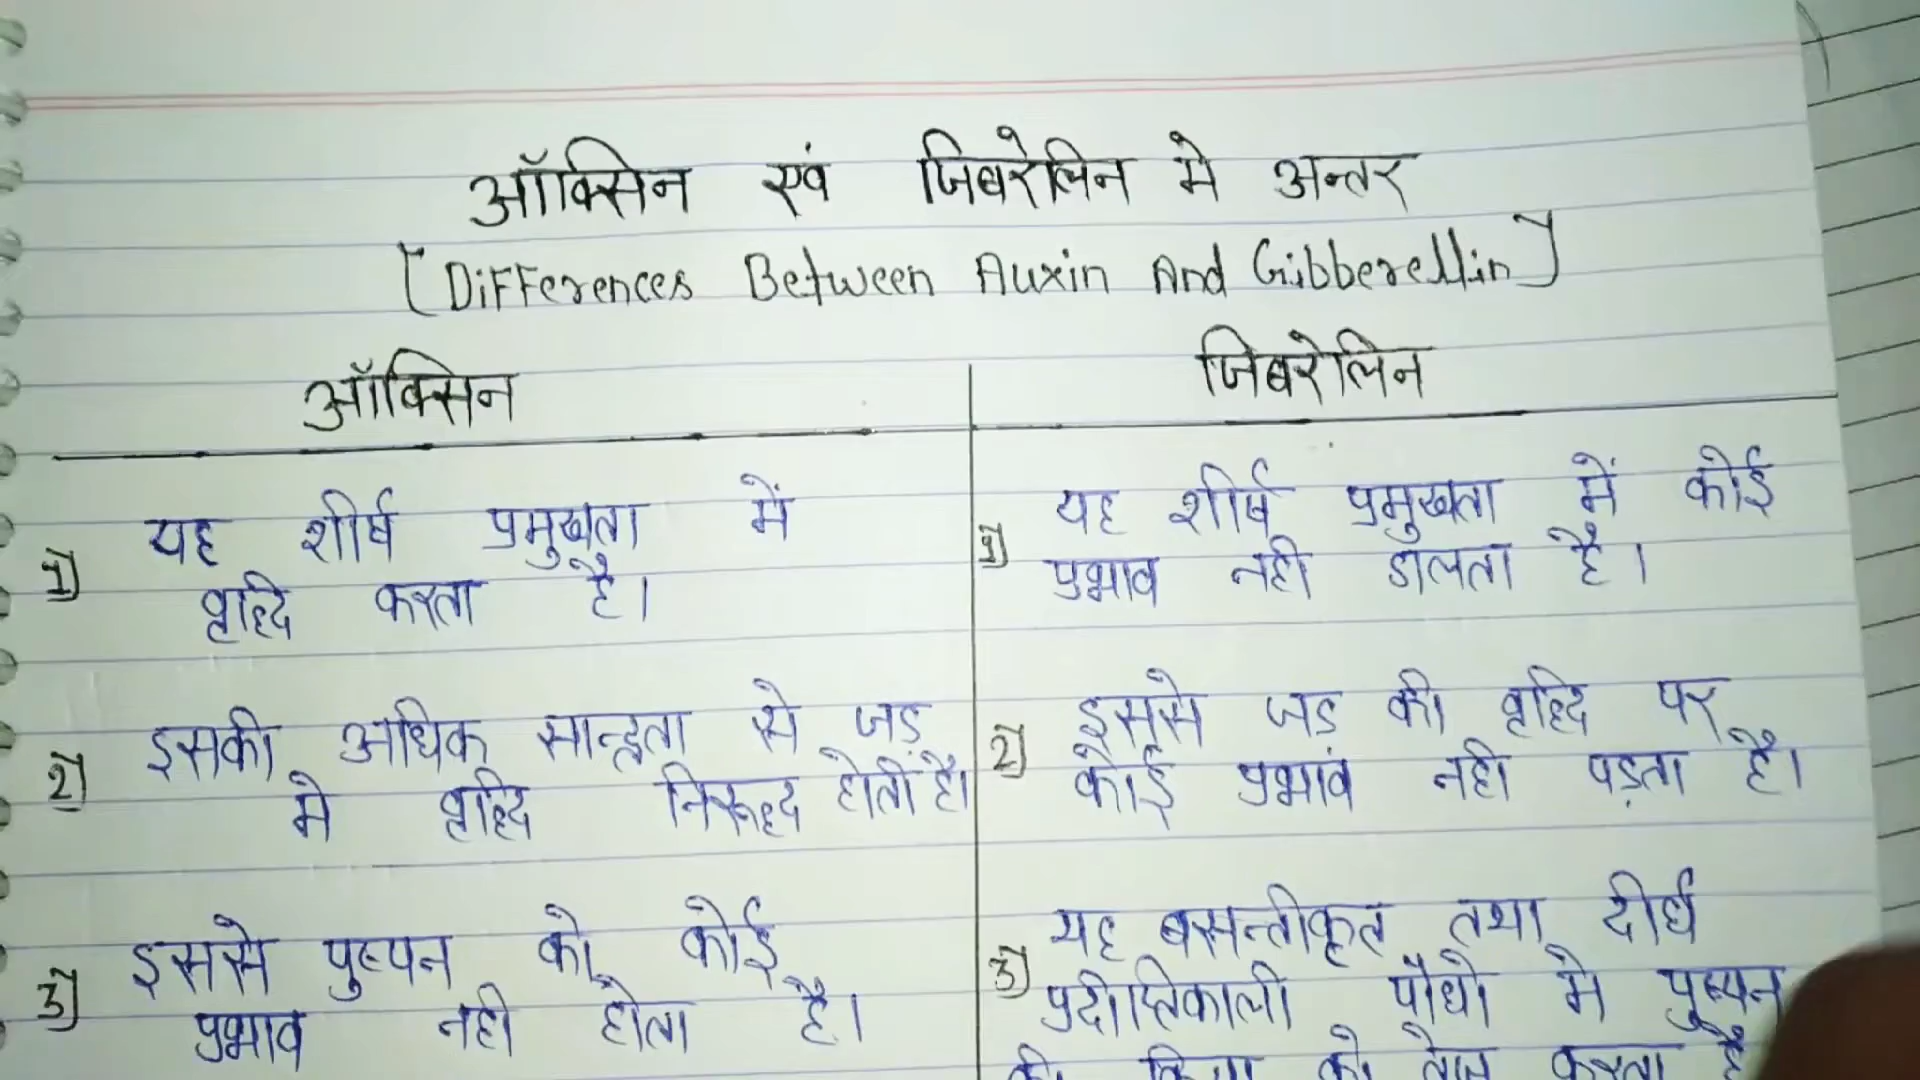 ऑक्सिन एवं जिबरेलिन मे अन्तर
[Differences Between Auxin And Gibberellin]
ऑक्सिन
जिबरेलिन
1) यह शीर्ष प्रमुखता में
वृद्धि करता है।
1) यह शीर्ष प्रमुखता में कोई
प्रभाव नही डालता है।
2) इसकी अधिक सान्द्रता से जड़
मे वृद्धि निरूद्ध होती है।
2) इससे जड की वृद्धि पर
कोई प्रभाव नही पड़ता है।
3) इससे पुष्पन को कोई
प्रभाव नही होता है।
3) यह बसन्तीकृत तथा दीर्घ
प्रदीप्तिकाली पौधो मे पुष्पन
की क्रिया को तेज करता है